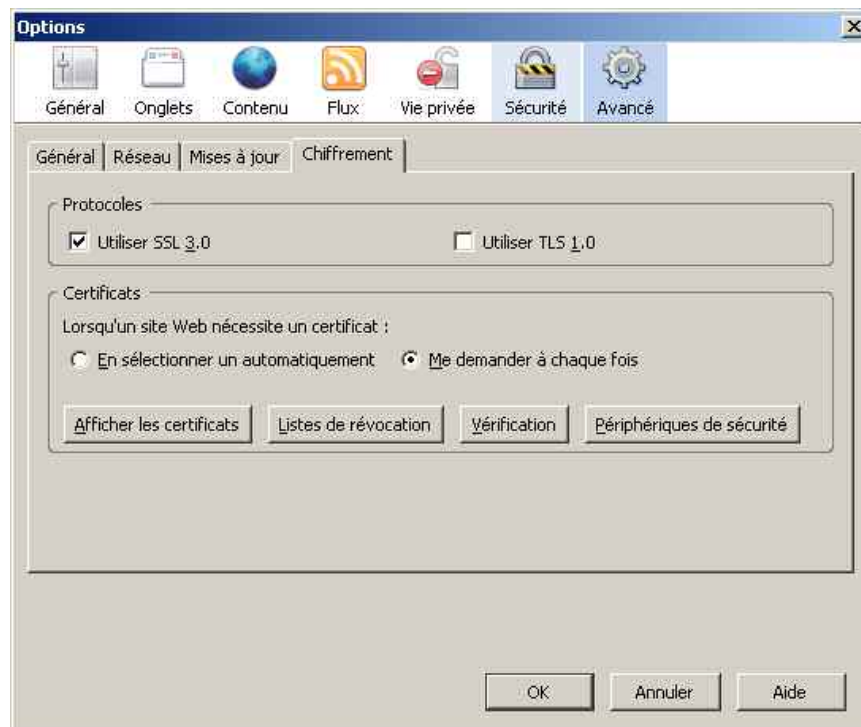 Options
Général Onglets Contenu Flux Vie privée Sécurité Avancé
Général Réseau Mises à jour Chiffrement
Protocoles
Utiliser SSL 3.0 Utiliser TLS 1.0
Certificats
Lorsqu'un site Web nécessite un certificat :
En sélectionner un automatiquement Me demander à chaque fois
Afficher les certificats Listes de révocation Vérification Périphériques de sécurité
OK Annuler Aide